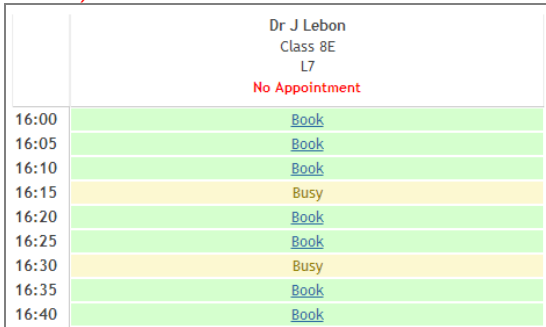 Dr J Lebon
Class 8E
L7
No Appointment
16:00 Book
16:05 Book
16:10 Book
16:15 Busy
16:20 Book
16:25 Book
16:30 Busy
16:35 Book
16:40 Book